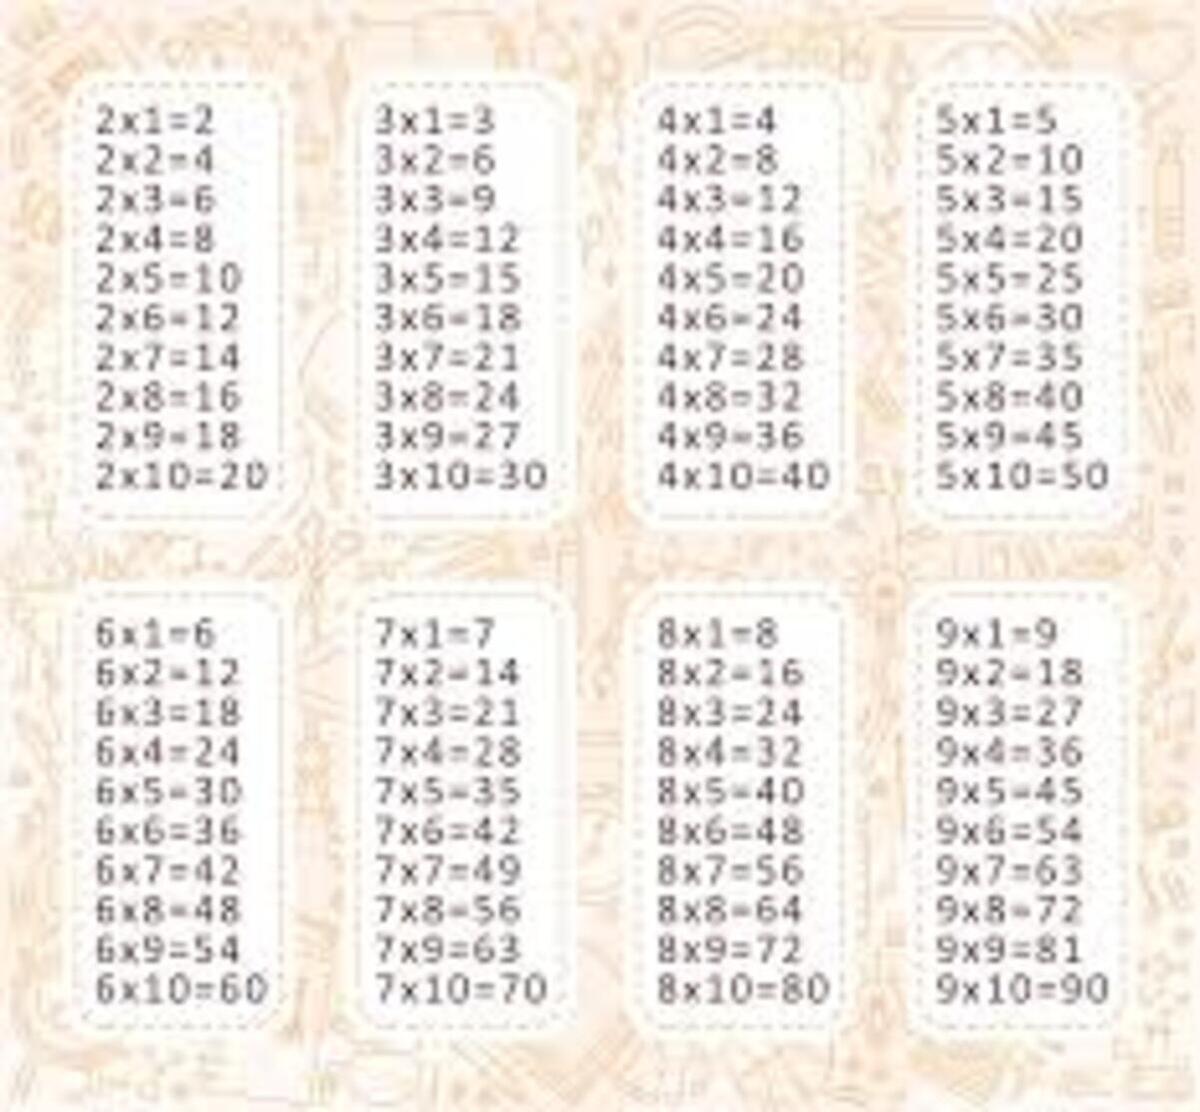 2x1=2
2x2=4
2x3=6
2x4=8
2x5=10
2x6=12
2x7=14
2x8=16
2x9=18
2x10=20
3x1=3
3x2=6
3x3=9
3x4=12
3x5=15
3x6=18
3x7=21
3x8=24
3x9=27
3x10=30
4x1=4
4x2=8
4x3=12
4x4=16
4x5=20
4x6=24
4x7=28
4x8=32
4x9=36
4x10=40
5x1=5
5x2=10
5x3=15
5x4=20
5x5=25
5x6=30
5x7=35
5x8=40
5x9=45
5x10=50
6x1=6
6x2=12
6x3=18
6x4=24
6x5=30
6x6=36
6x7=42
6x8=48
6x9=54
6x10=60
7x1=7
7x2=14
7x3=21
7x4=28
7x5=35
7x6=42
7x7=49
7x8=56
7x9=63
7x10=70
8x1=8
8x2=16
8x3=24
8x4=32
8x5=40
8x6=48
8x7=56
8x8=64
8x9=72
8x10=80
9x1=9
9x2=18
9x3=27
9x4=36
9x5=45
9x6=54
9x7=63
9x8=72
9x9=81
9x10=90